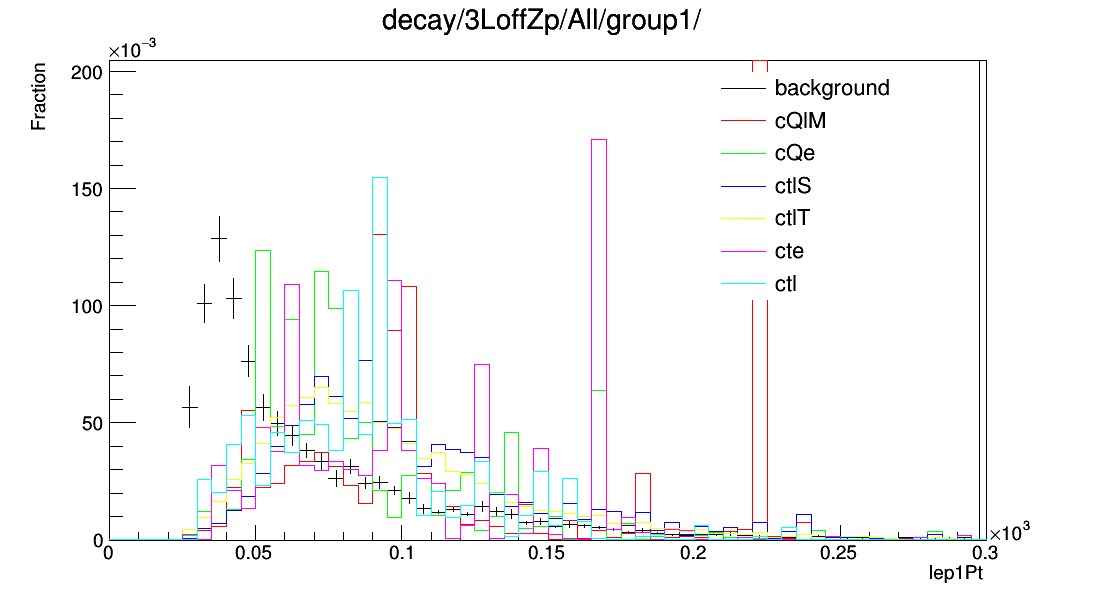 decay/3LoffZp/All/group1/
×10⁻³
Fraction
200
150
100
50
0
background
cQlM
cQe
ctlS
ctlT
cte
ctl
0
0.05
0.1
0.15
0.2
0.25
0.3
×10³
lep1Pt